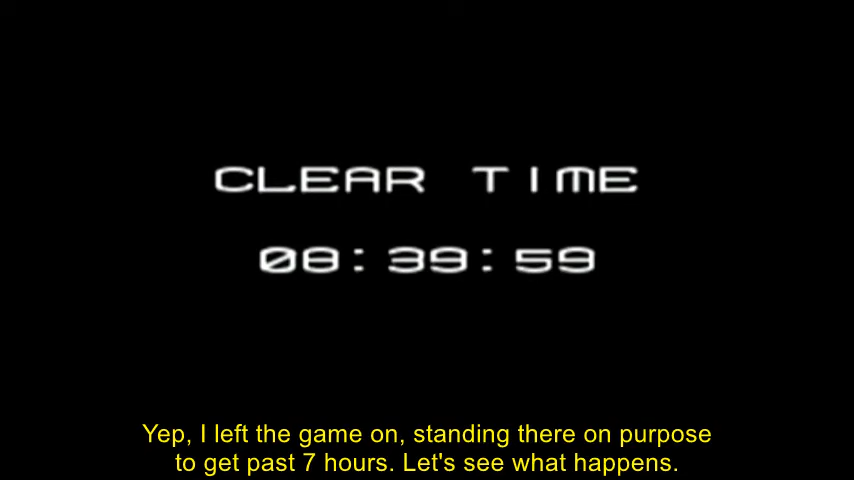 CLEAR TIME
08:39:59
Yep, I left the game on, standing there on purpose
to get past 7 hours. Let's see what happens.